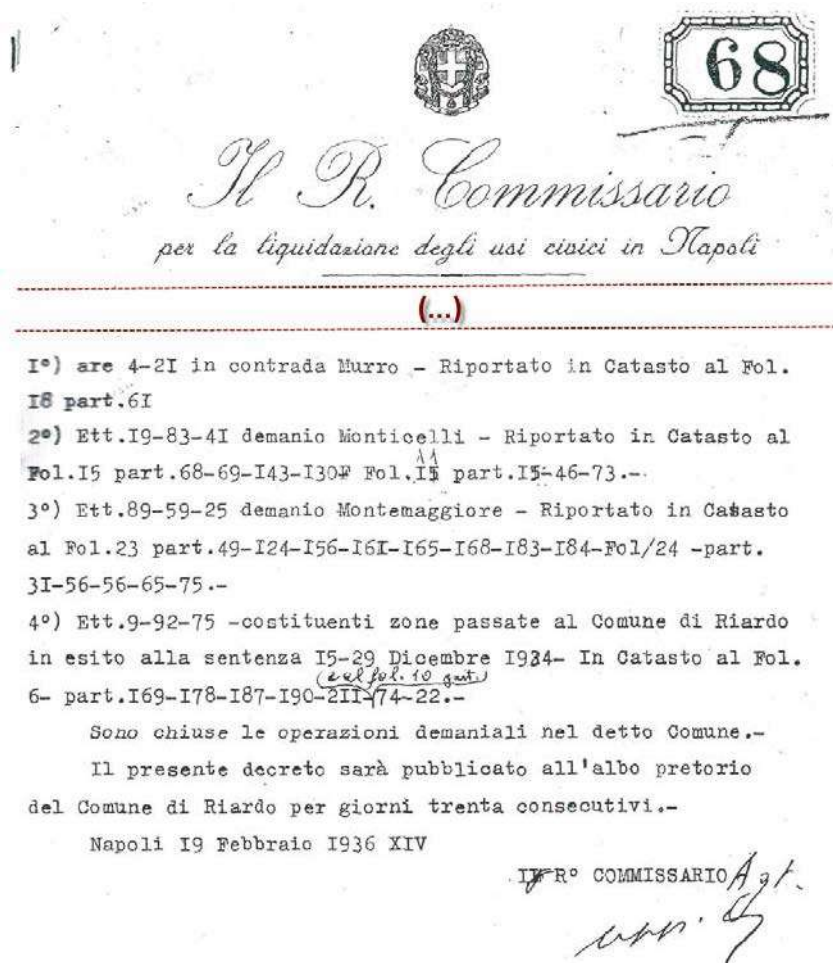 68
Il R. Commissario
per la liquidazione degli usi civici in Napoli
(...)
I°) are 4-2I in contrada Murro - Riportato in Catasto al Fol.
I8 part.6I
2°) Ett.I9-83-4I demanio Monticelli - Riportato in Catasto al
11
Fol.I5 part.68-69-I43-I30 Fol.I5 part.I5-46-73.-
3°) Ett.89-59-25 demanio Montemaggiore - Riportato in Catasto
al Fol.23 part.49-I24-I56-I6I-I65-I68-I83-I84-Fol/24 -part.
3I-56-56-65-75.-
4°) Ett.9-92-75 -costituenti zone passate al Comune di Riardo
in esito alla sentenza I5-29 Dicembre I934- In Catasto al Fol.
(e al fol. 10 part.)
6- part.I69-I78-I87-I90-2II-74-22.-
Sono chiuse le operazioni demaniali nel detto Comune.-
Il presente decreto sarà pubblicato all'albo pretorio
del Comune di Riardo per giorni trenta consecutivi.-
Napoli I9 Febbraio I936 XIV
R° COMMISSARIO Agt.